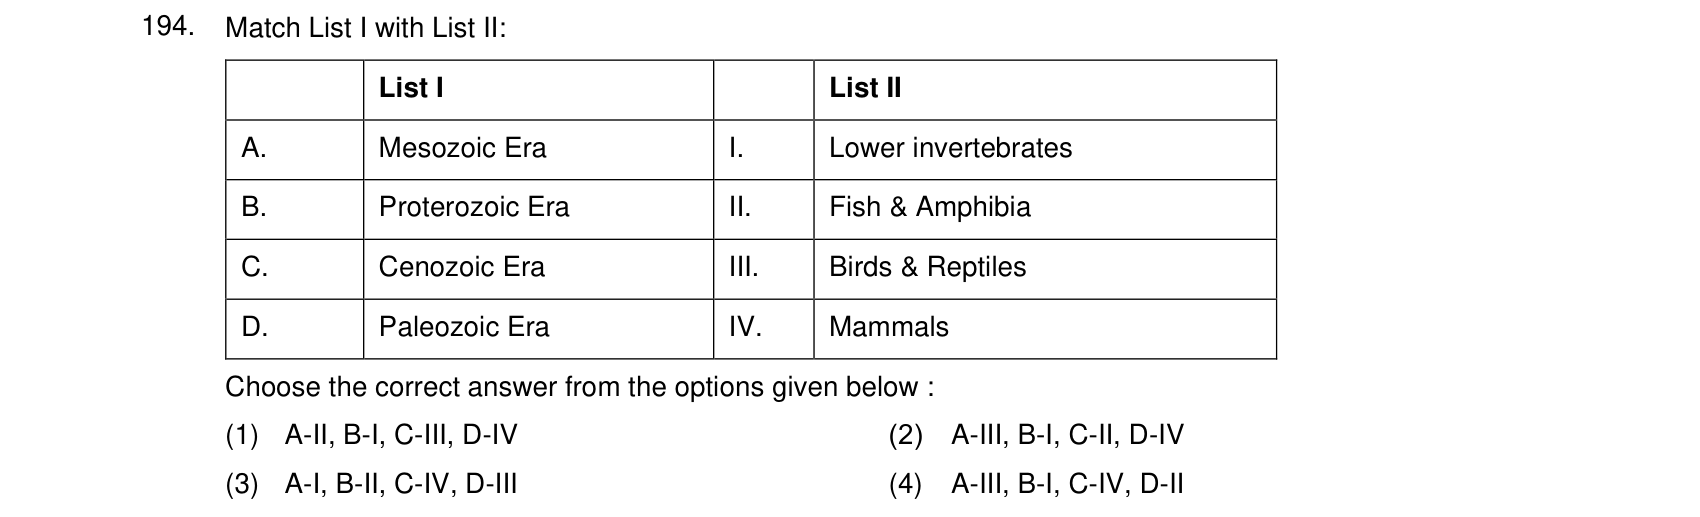 194. Match List I with List II:
List I List II
A. Mesozoic Era I. Lower invertebrates
B. Proterozoic Era II. Fish & Amphibia
C. Cenozoic Era III. Birds & Reptiles
D. Paleozoic Era IV. Mammals
Choose the correct answer from the options given below :
(1) A-II, B-I, C-III, D-IV (2) A-III, B-I, C-II, D-IV
(3) A-I, B-II, C-IV, D-III (4) A-III, B-I, C-IV, D-II